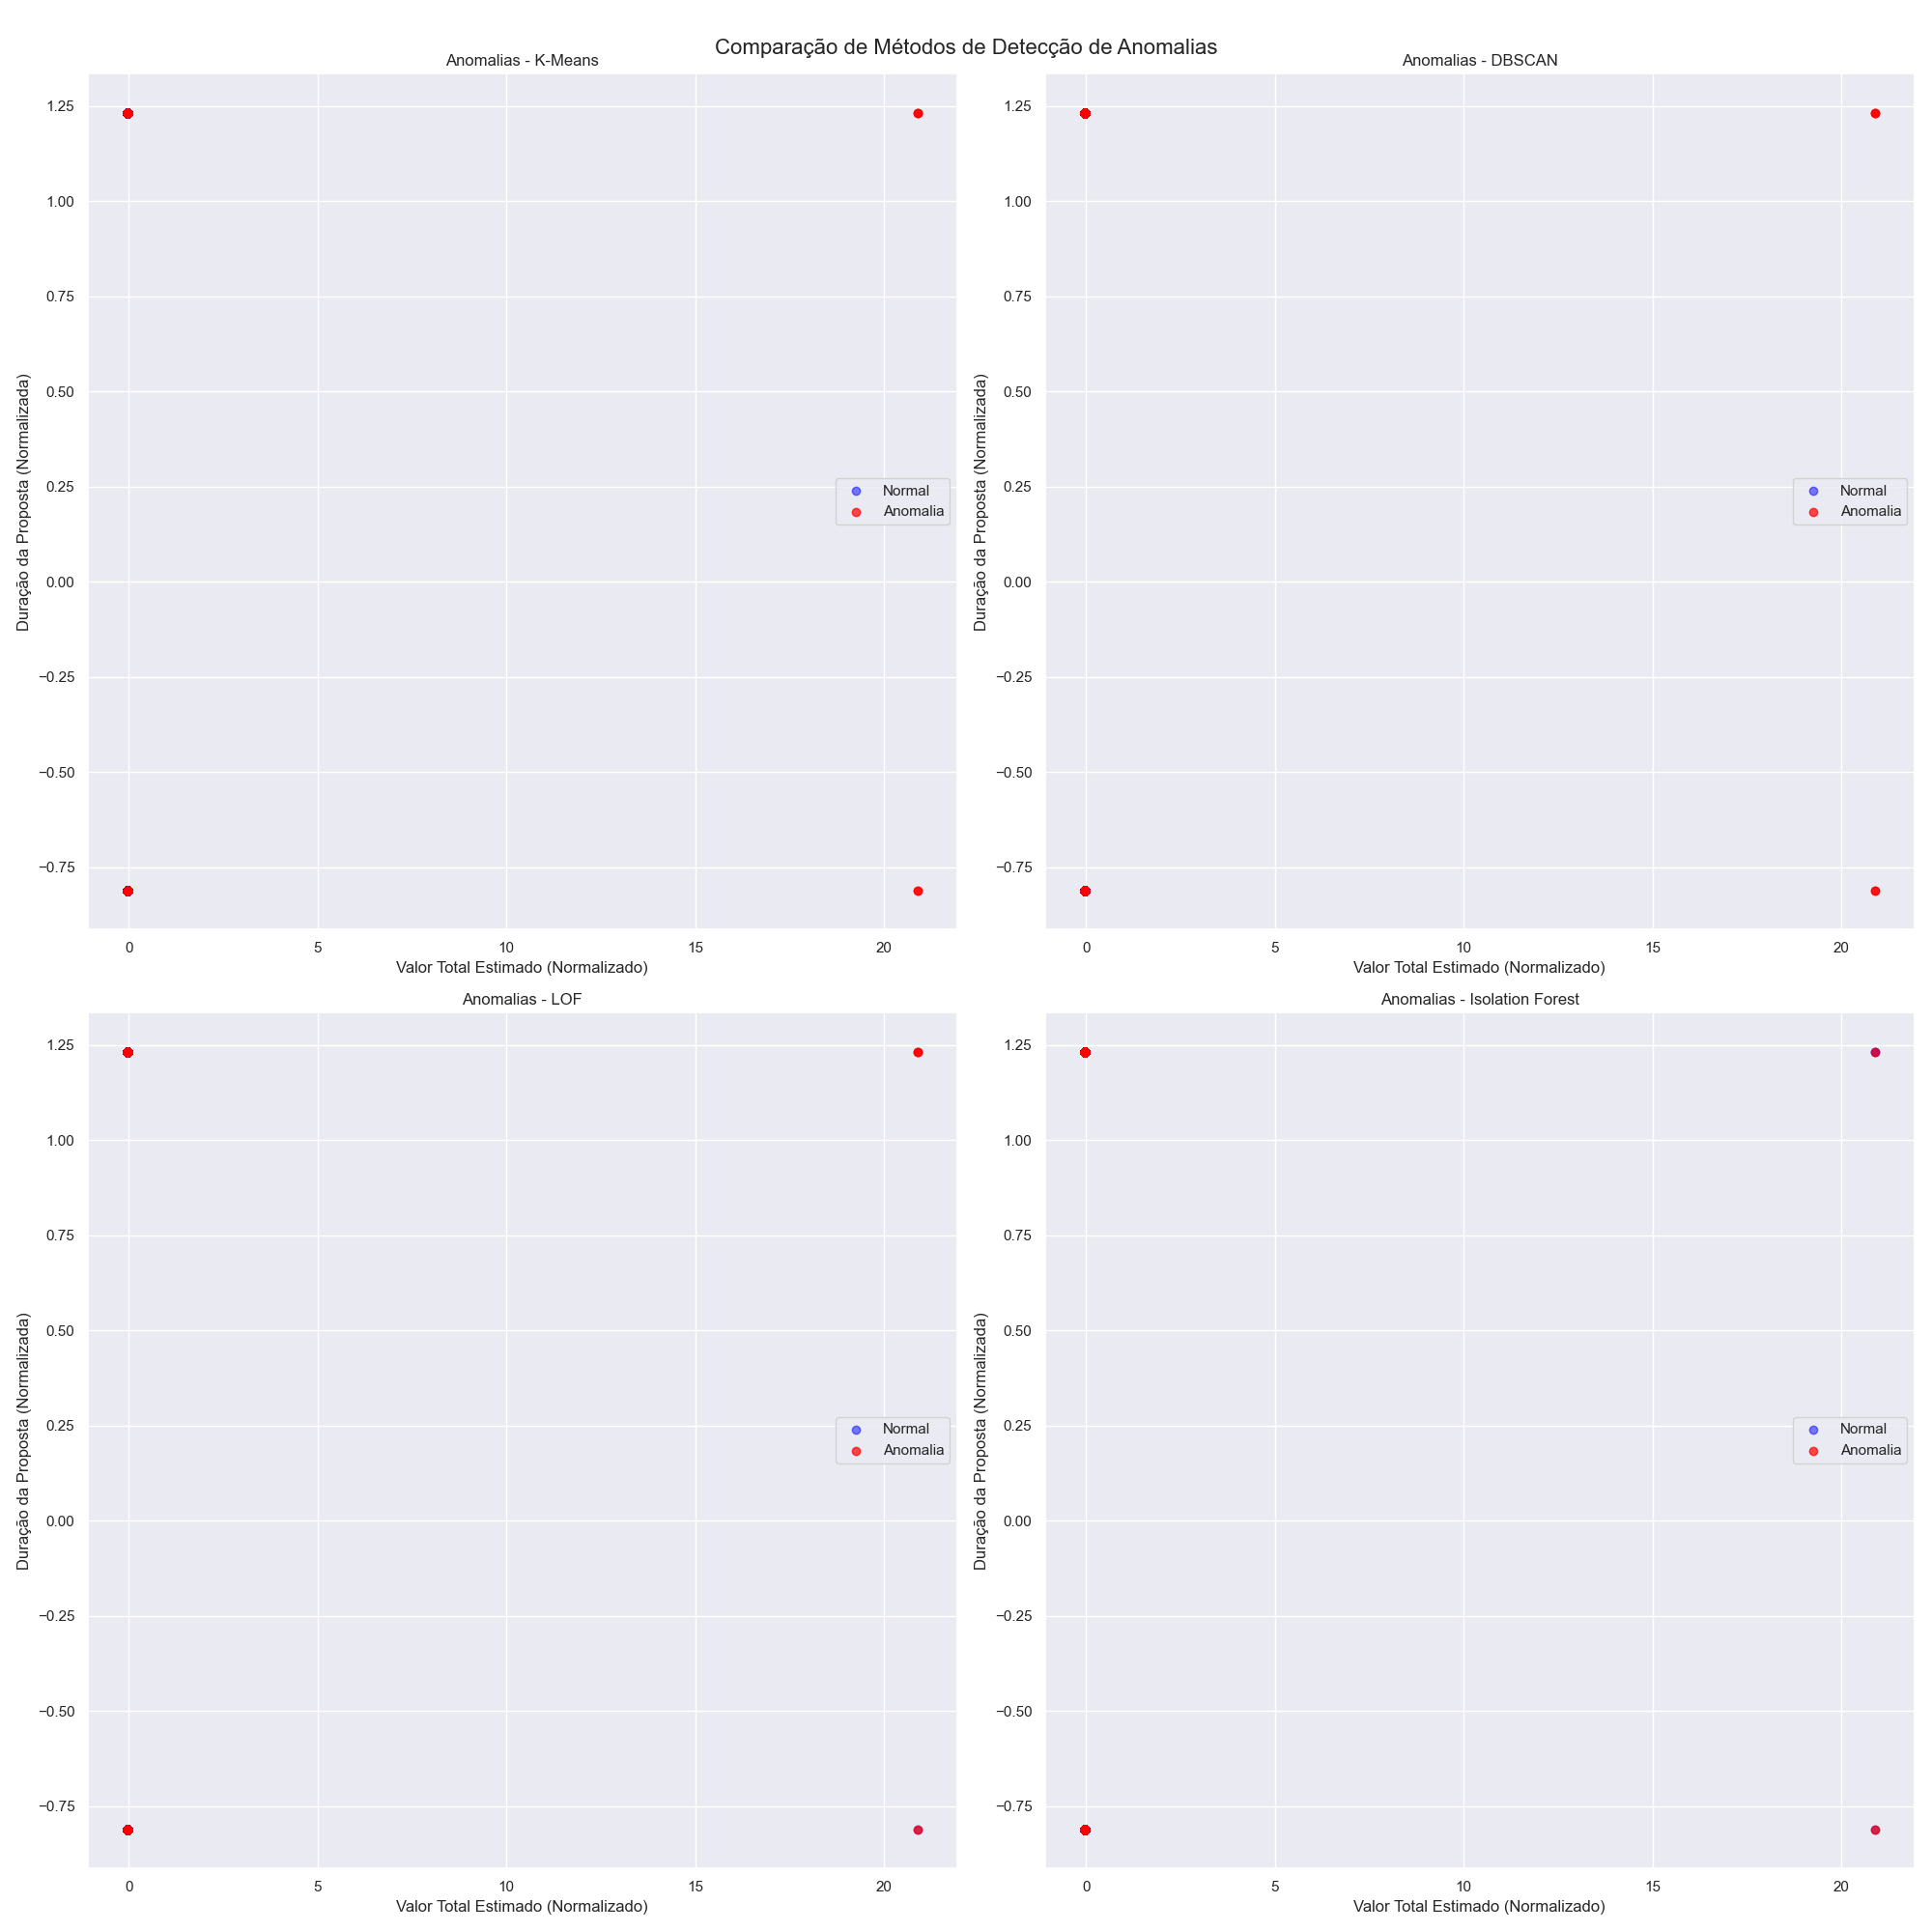 Comparação de Métodos de Detecção de Anomalias
Anomalias - K-Means
1.25
1.00
0.75
0.50
0.25
0.00
−0.25
−0.50
−0.75
Duração da Proposta (Normalizada)
Normal
Anomalia
0 5 10 15 20
Valor Total Estimado (Normalizado)
Anomalias - DBSCAN
1.25
1.00
0.75
0.50
0.25
0.00
−0.25
−0.50
−0.75
Duração da Proposta (Normalizada)
Normal
Anomalia
0 5 10 15 20
Valor Total Estimado (Normalizado)
Anomalias - LOF
1.25
1.00
0.75
0.50
0.25
0.00
−0.25
−0.50
−0.75
Duração da Proposta (Normalizada)
Normal
Anomalia
0 5 10 15 20
Valor Total Estimado (Normalizado)
Anomalias - Isolation Forest
1.25
1.00
0.75
0.50
0.25
0.00
−0.25
−0.50
−0.75
Duração da Proposta (Normalizada)
Normal
Anomalia
0 5 10 15 20
Valor Total Estimado (Normalizado)